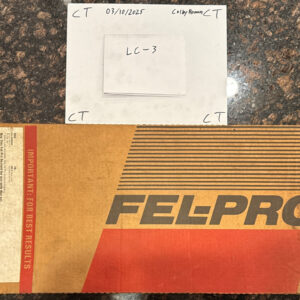 CT 03/10/2025 CT
LC-3
CT CT
IMPORTANT: FOR BEST RESULTS
FEL-PRO